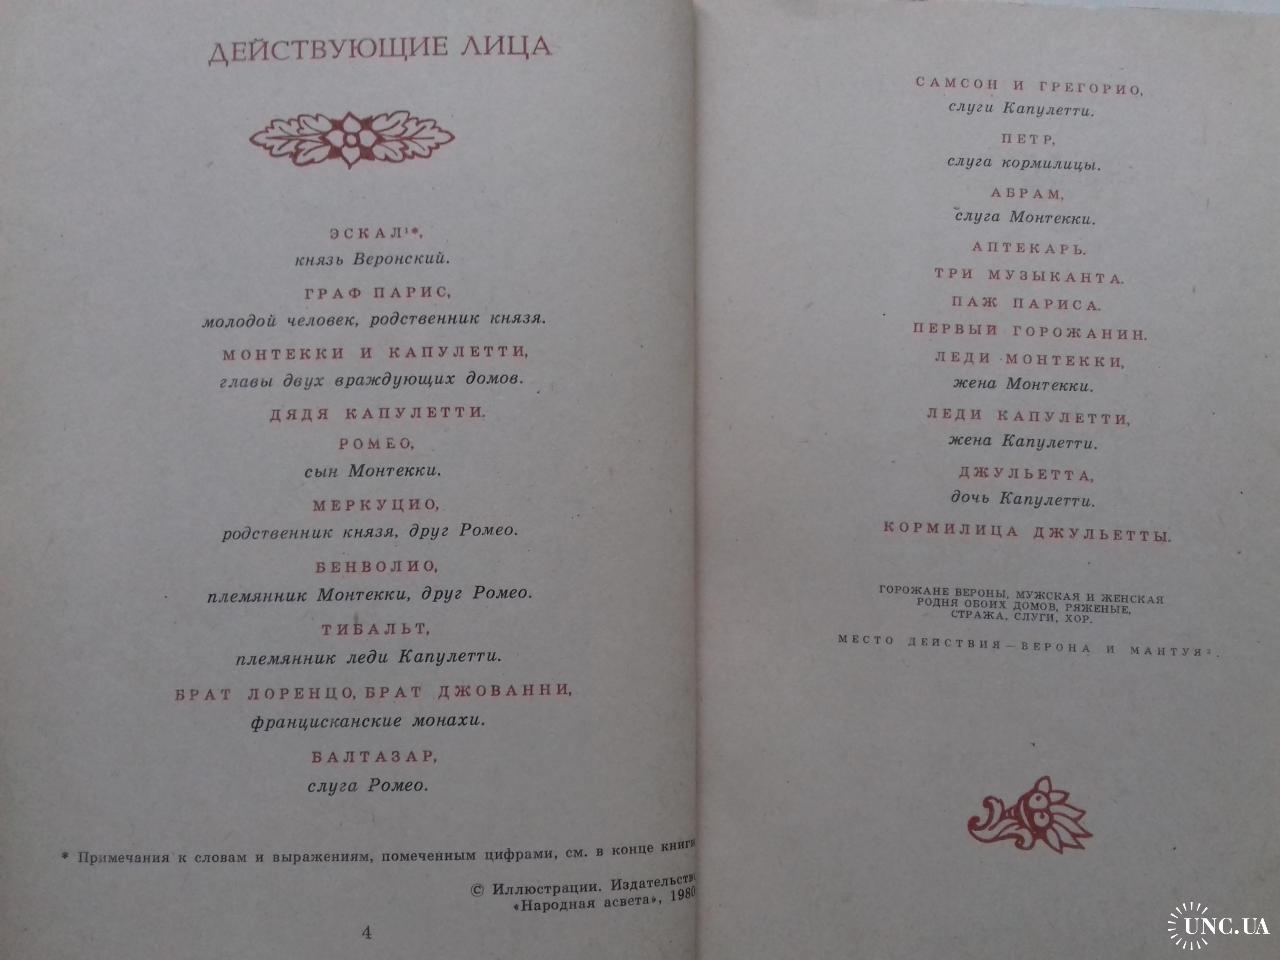 ДЕЙСТВУЮЩИЕ ЛИЦА
ЭСКАЛ¹*,
князь Веронский.
ГРАФ ПАРИС,
молодой человек, родственник князя.
МОНТЕККИ И КАПУЛЕТТИ,
главы двух враждующих домов.
ДЯДЯ КАПУЛЕТТИ.
РОМЕО,
сын Монтекки.
МЕРКУЦИО,
родственник князя, друг Ромео.
БЕНВОЛИО,
племянник Монтекки, друг Ромео.
ТИБАЛЬТ,
племянник леди Капулетти.
БРАТ ЛОРЕНЦО, БРАТ ДЖОВАННИ,
францисканские монахи.
БАЛТАЗАР,
слуга Ромео.
* Примечания к словам и выражениям, помеченным цифрами, см. в конце книги
© Иллюстрации. Издательство
«Народная асвета», 1980
4
САМСОН И ГРЕГОРИО,
слуги Капулетти.
ПЕТР,
слуга кормилицы.
АБРАМ,
слуга Монтекки.
АПТЕКАРЬ.
ТРИ МУЗЫКАНТА.
ПАЖ ПАРИСА.
ПЕРВЫЙ ГОРОЖАНИН.
ЛЕДИ МОНТЕККИ,
жена Монтекки.
ЛЕДИ КАПУЛЕТТИ,
жена Капулетти.
ДЖУЛЬЕТТА,
дочь Капулетти.
КОРМИЛИЦА ДЖУЛЬЕТТЫ.
ГОРОЖАНЕ ВЕРОНЫ, МУЖСКАЯ И ЖЕНСКАЯ
РОДНЯ ОБОИХ ДОМОВ, РЯЖЕНЫЕ,
СТРАЖА, СЛУГИ, ХОР.
МЕСТО ДЕЙСТВИЯ — ВЕРОНА И МАНТУЯ².
UNC.UA